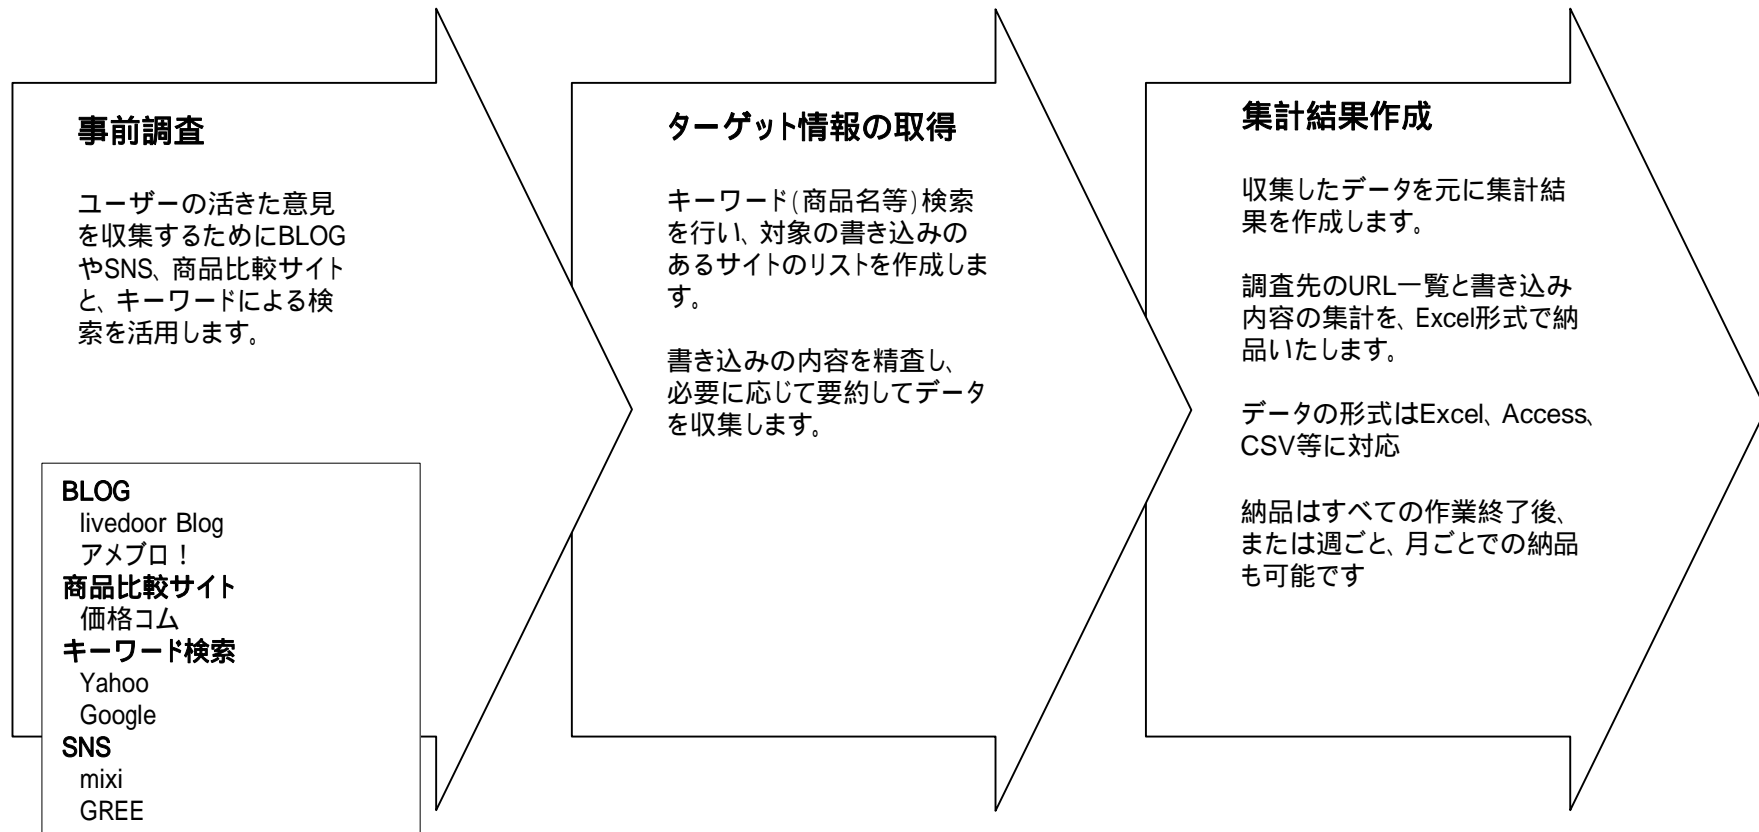 事前調査
ユーザーの活きた意見
を収集するためにBLOG
やSNS、商品比較サイト
と、キーワードによる検
索を活用します。
BLOG
livedoor Blog
アメブロ！
商品比較サイト
価格コム
キーワード検索
Yahoo
Google
SNS
mixi
GREE
ターゲット情報の取得
キーワード(商品名等)検索
を行い、対象の書き込みの
あるサイトのリストを作成しま
す。
書き込みの内容を精査し、
必要に応じて要約してデータ
を収集します。
集計結果作成
収集したデータを元に集計結
果を作成します。
調査先のURL一覧と書き込み
内容の集計を、Excel形式で納
品いたします。
データの形式はExcel、Access、
CSV等に対応
納品はすべての作業終了後、
または週ごと、月ごとでの納品
も可能です